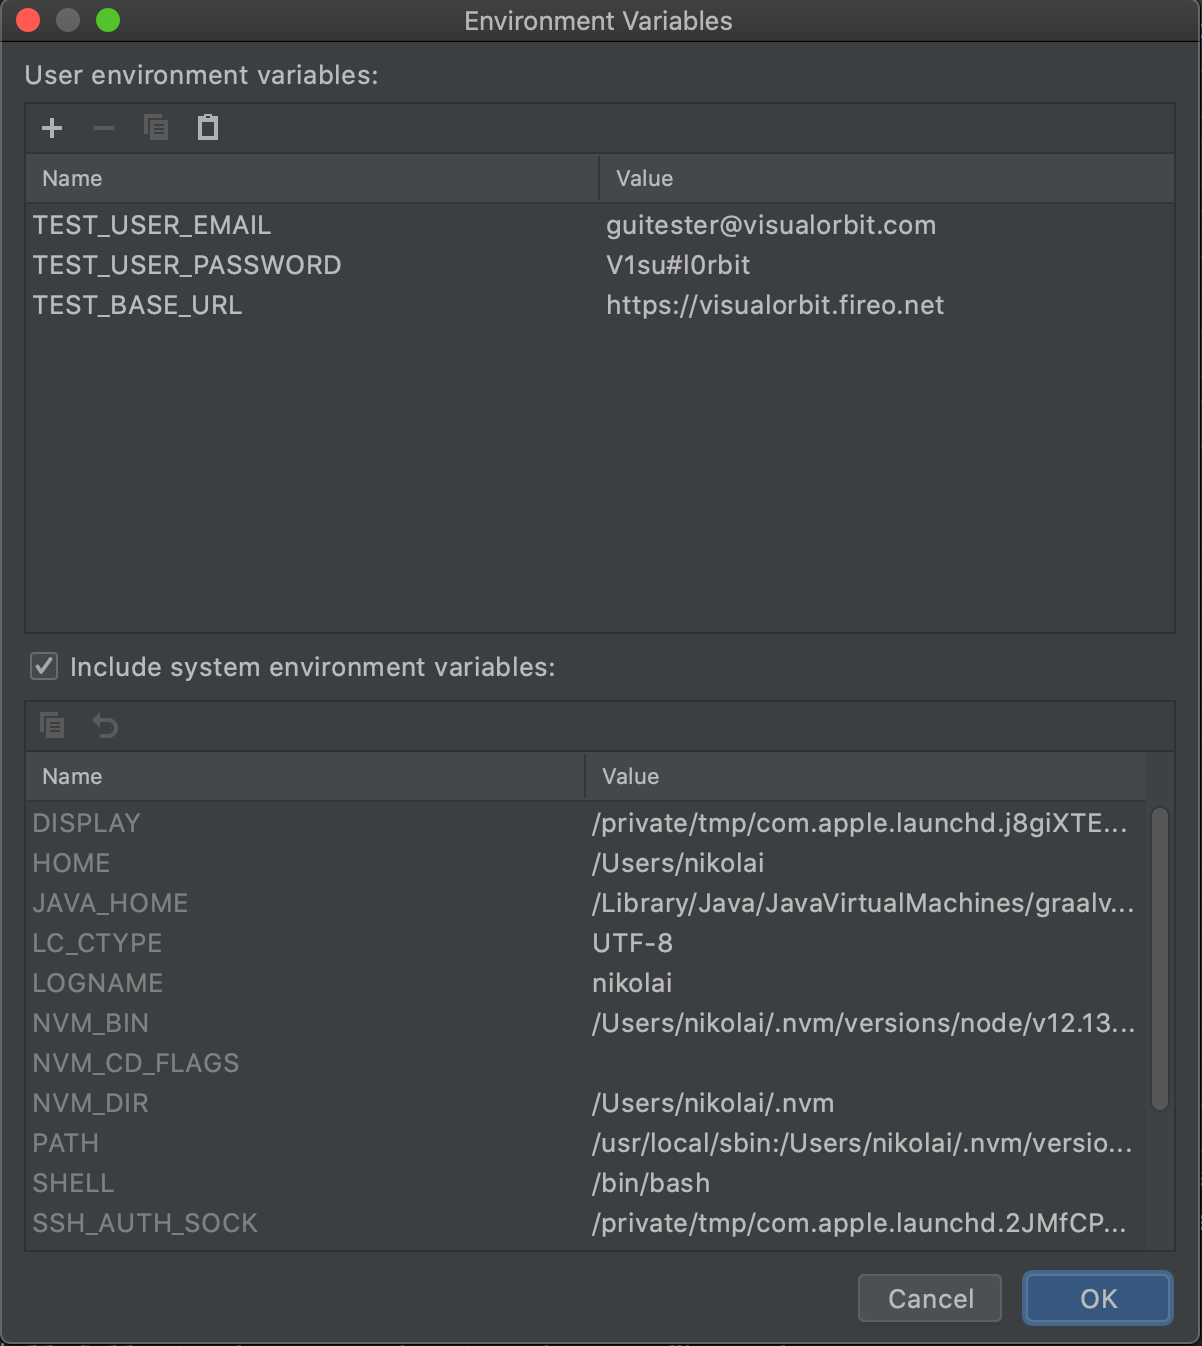 Environment Variables
User environment variables:
Name Value
TEST_USER_EMAIL guitester@visualorbit.com
TEST_USER_PASSWORD V1su#l0rbit
TEST_BASE_URL https://visualorbit.fireo.net
Include system environment variables:
Name Value
DISPLAY /private/tmp/com.apple.launchd.j8giXTE...
HOME /Users/nikolai
JAVA_HOME /Library/Java/JavaVirtualMachines/graalv...
LC_CTYPE UTF-8
LOGNAME nikolai
NVM_BIN /Users/nikolai/.nvm/versions/node/v12.13...
NVM_CD_FLAGS
NVM_DIR /Users/nikolai/.nvm
PATH /usr/local/sbin:/Users/nikolai/.nvm/versio...
SHELL /bin/bash
SSH_AUTH_SOCK /private/tmp/com.apple.launchd.2JMfCP...
Cancel OK